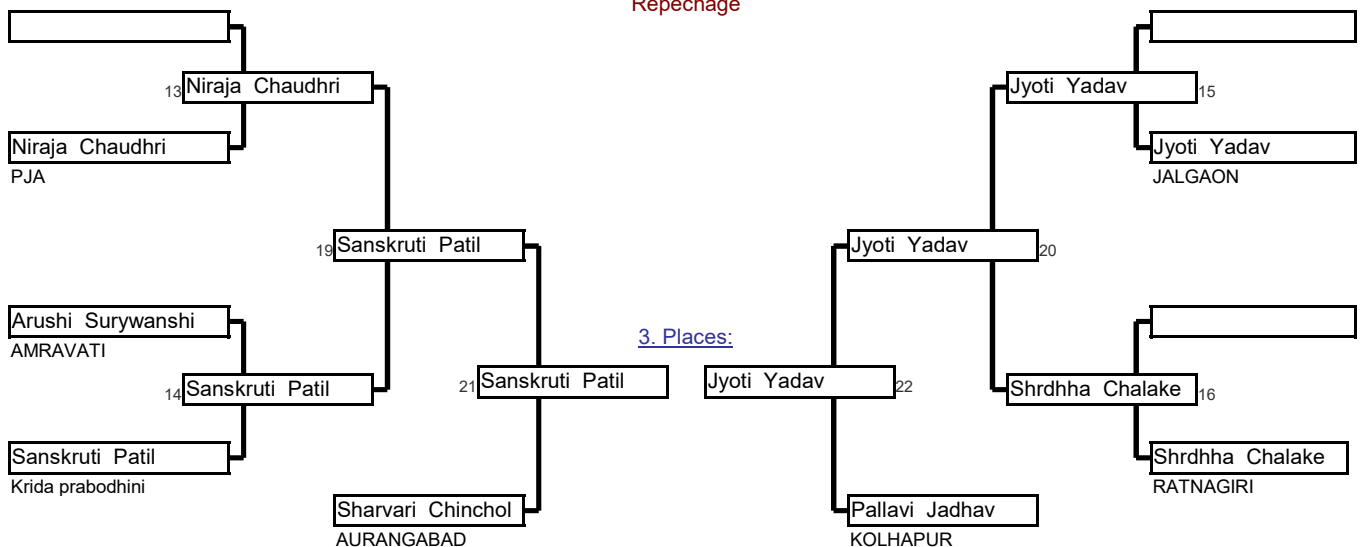 Repechage
13 Niraja Chaudhri
Jyoti Yadav 15
Niraja Chaudhri
Jyoti Yadav
PJA
JALGAON
19 Sanskruti Patil
Jyoti Yadav 20
Arushi Surywanshi
AMRAVATI
3. Places:
14 Sanskruti Patil
21 Sanskruti Patil
Jyoti Yadav 22
Shrdhha Chalake 16
Sanskruti Patil
Shrdhha Chalake
Krida prabodhini
RATNAGIRI
Sharvari Chinchol
Pallavi Jadhav
AURANGABAD
KOLHAPUR